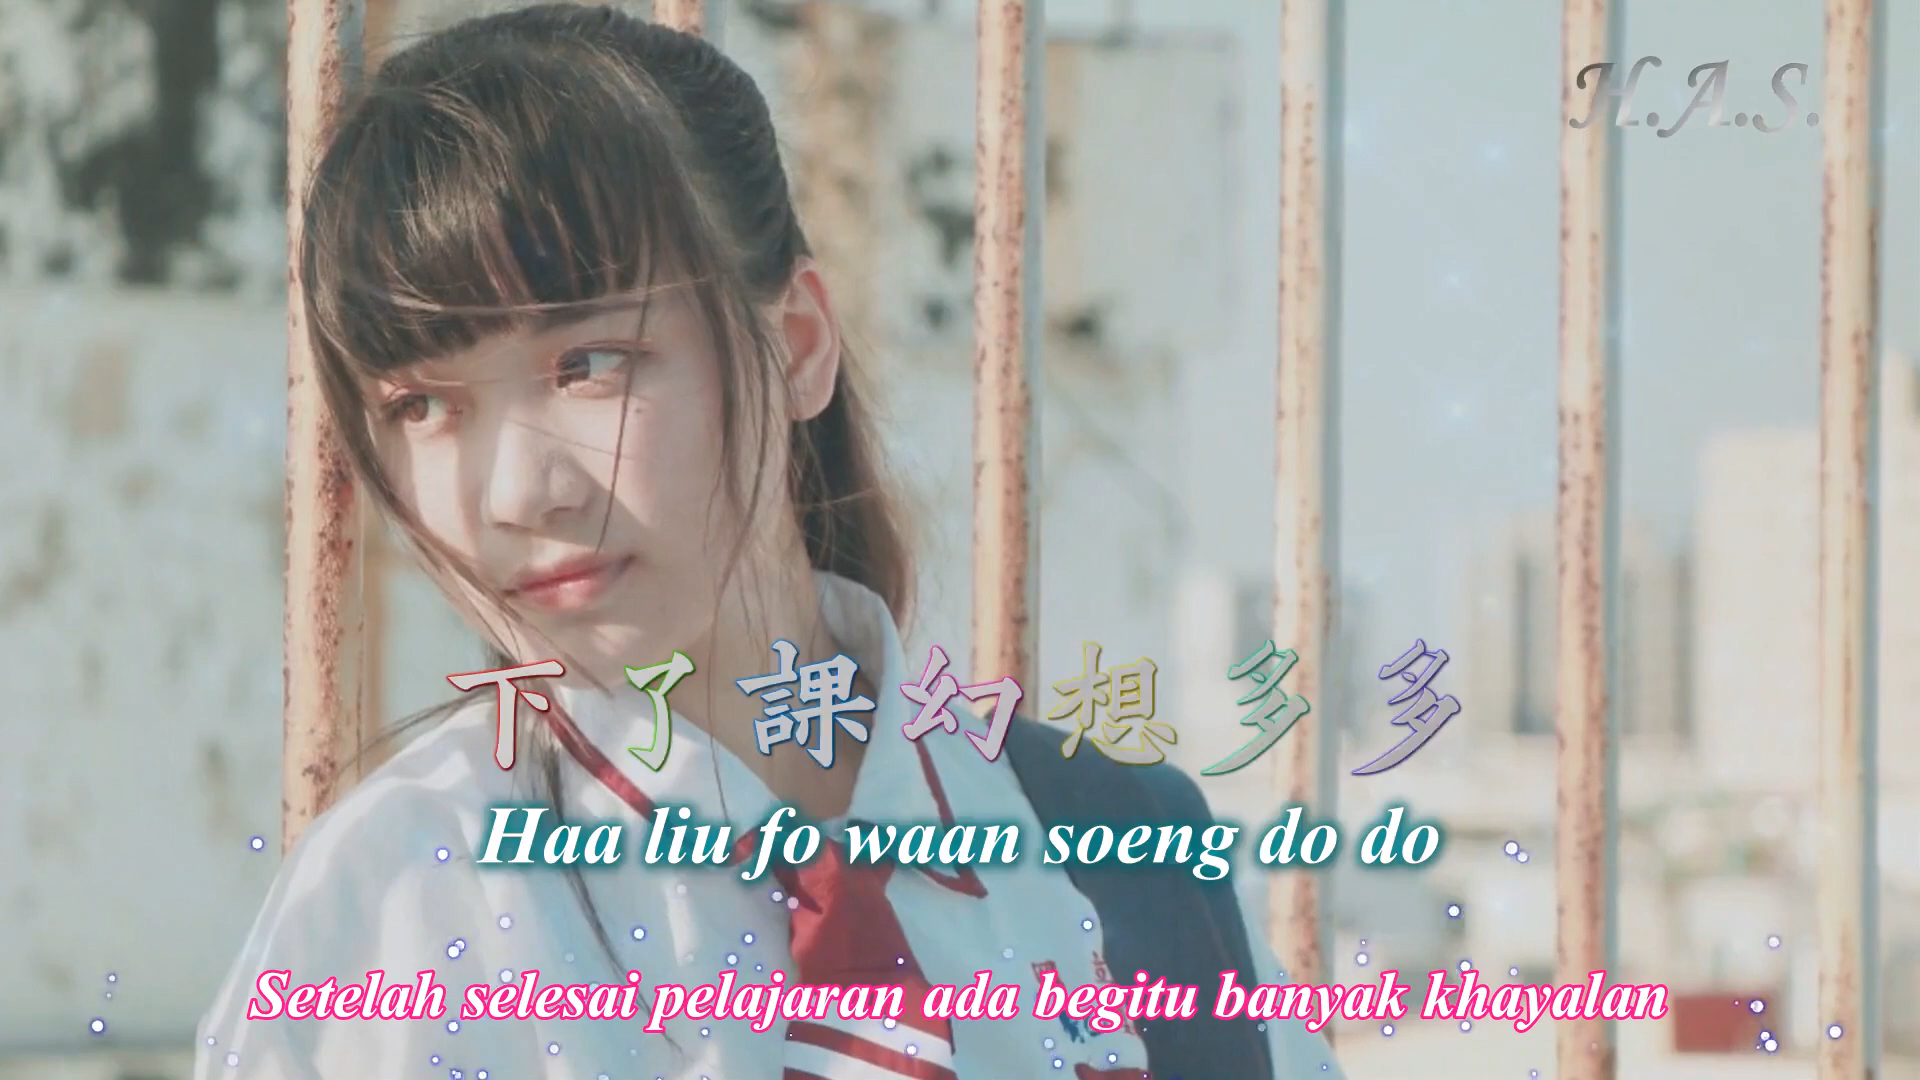 H.A.S.
下了課幻想多多
Haa liu fo waan soeng do do
Setelah selesai pelajaran ada begitu banyak khayalan